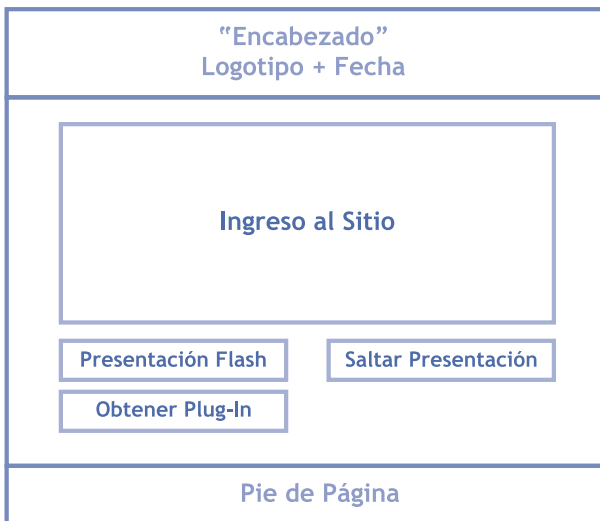 “Encabezado”
Logotipo + Fecha
Ingreso al Sitio
Presentación Flash
Saltar Presentación
Obtener Plug-In
Pie de Página